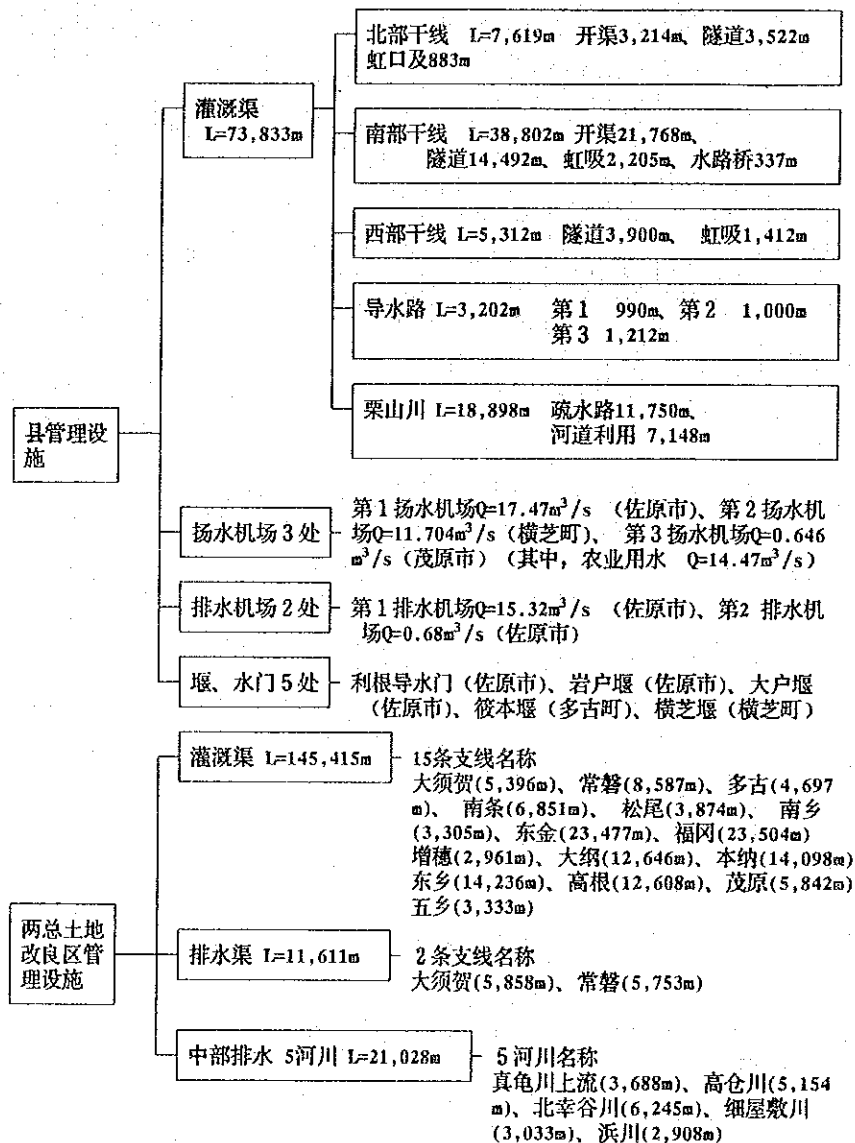 北部干线 L=7,619m 开渠3,214m、隧道3,522m
虹口及883m
灌溉渠
L=73,833m
南部干线 L=38,802m 开渠21,768m、
隧道14,492m、虹吸2,205m、水路桥337m
西部干线 L=5,312m 隧道3,900m、 虹吸1,412m
导水路 L=3,202m 第1 990m、第2 1,000m
第3 1,212m
栗山川 L=18,898m 疏水路11,750m、
河道利用 7,148m
县管理设
施
扬水机场3处
第1扬水机场Q=17.47m³/s (佐原市)、第2扬水机
场Q=11.704m³/s(横芝町)、 第3扬水机场Q=0.646
m³/s(茂原市)(其中，农业用水 Q=14.47m³/s)
排水机场2处
第1排水机场Q=15.32m³/s (佐原市)、第2 排水机
场Q=0.68m³/s(佐原市)
堰、水门5处
利根导水门(佐原市)、岩户堰(佐原市)、大户堰
(佐原市)、筱本堰(多古町)、横芝堰(横芝町)
灌溉渠 L=145,415m
15条支线名称
大须贺(5,396m)、常磐(8,587m)、多古(4,697
m)、 南条(6,851m)、 松尾(3,874m)、 南乡
(3,305m)、东金(23,477m)、福冈(23,504m)
增穗(2,961m)、大纲(12,646m)、本纳(14,098m)
东乡(14,236m)、高根(12,608m)、茂原(5,842m)
五乡(3,333m)
两总土地
改良区管
理设施
排水渠 L=11,611m
2条支线名称
大须贺(5,858m)、常磐(5,753m)
中部排水 5河川 L=21,028m
5河川名称
真龟川上流(3,688m)、高仓川(5,154
m)、北幸谷川(6,245m)、细屋敷川
(3,033m)、浜川(2,908m)